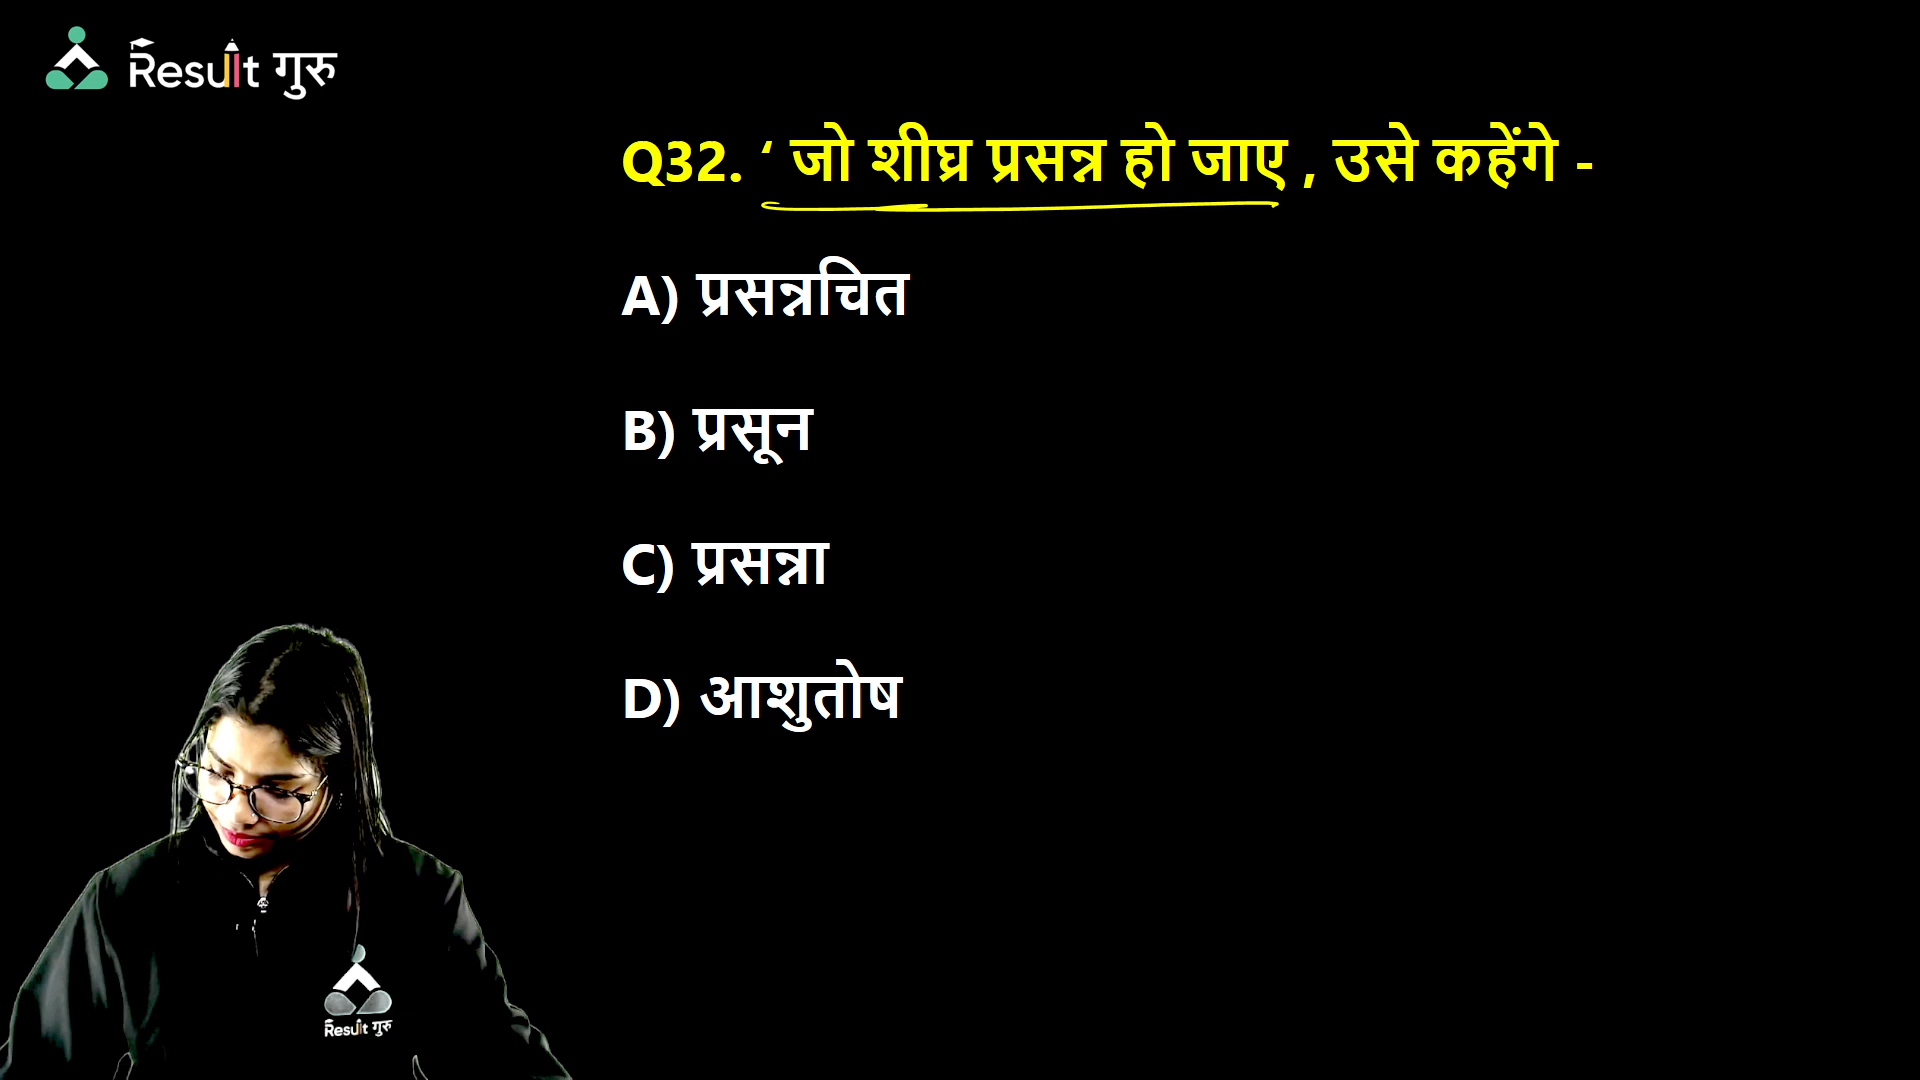 Result गुरु
Q32. ‘ जो शीघ्र प्रसन्न हो जाए , उसे कहेंगे -
A) प्रसन्नचित
B) प्रसून
C) प्रसन्ना
D) आशुतोष
Result गुरु